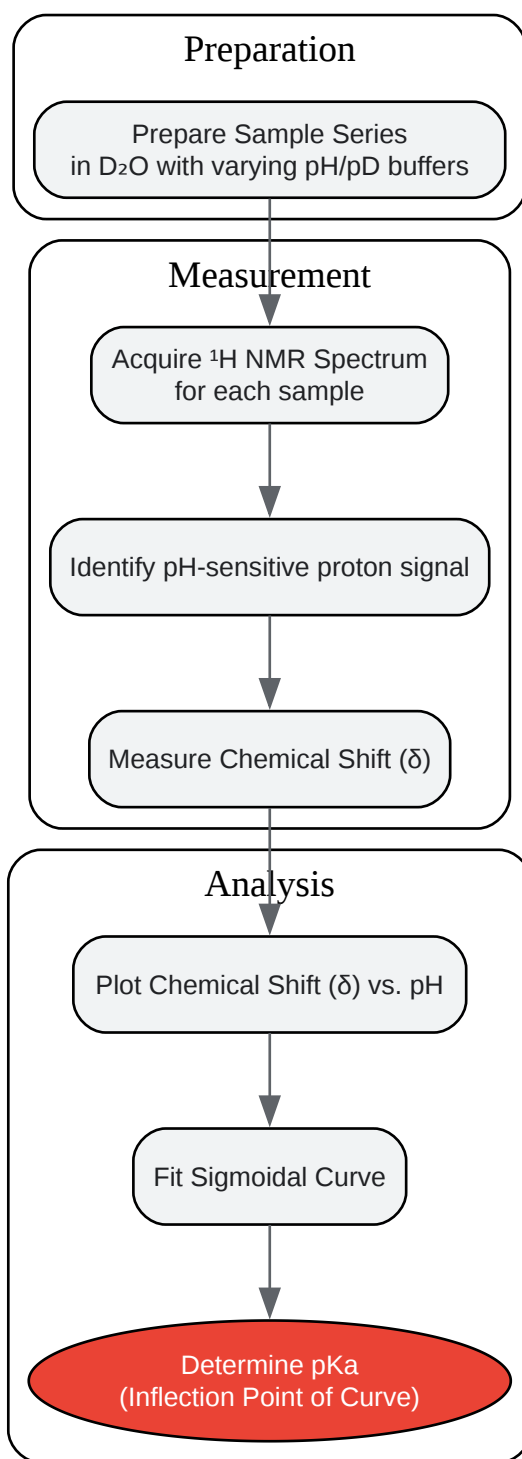 Preparation
Prepare Sample Series
in D₂O with varying pH/pD buffers
Measurement
Acquire ¹H NMR Spectrum
for each sample
Identify pH-sensitive proton signal
Measure Chemical Shift (δ)
Analysis
Plot Chemical Shift (δ) vs. pH
Fit Sigmoidal Curve
Determine pKa
(Inflection Point of Curve)